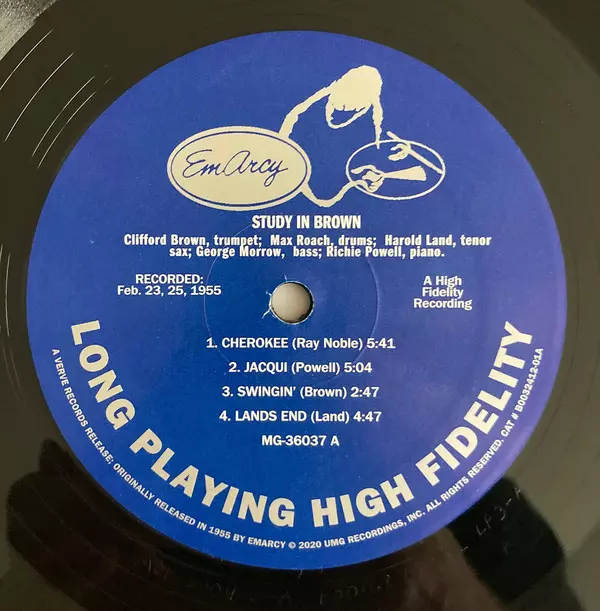 EmArcy
STUDY IN BROWN
Clifford Brown, trumpet; Max Roach, drums; Harold Land, tenor
sax; George Morrow, bass; Richie Powell, piano.
RECORDED:
Feb. 23, 25, 1955
A High
Fidelity
Recording
1. CHEROKEE (Ray Noble) 5:41
2. JACQUI (Powell) 5:04
3. SWINGIN' (Brown) 2:47
4. LANDS END (Land) 4:47
MG-36037 A
LONG PLAYING HIGH FIDELITY
A VERVE RECORDS RELEASE; ORIGINALLY RELEASED IN 1955 BY EMARCY © 2020 UMG RECORDINGS, INC. ALL RIGHTS RESERVED. CAT # B0032412-01A